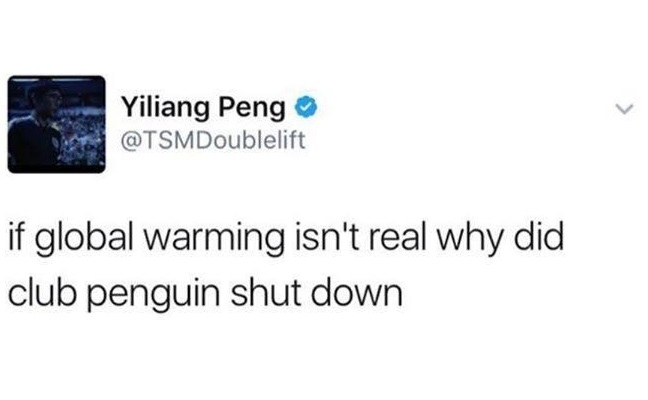 Yiliang Peng
@TSMDoublelift
if global warming isn't real why did
club penguin shut down